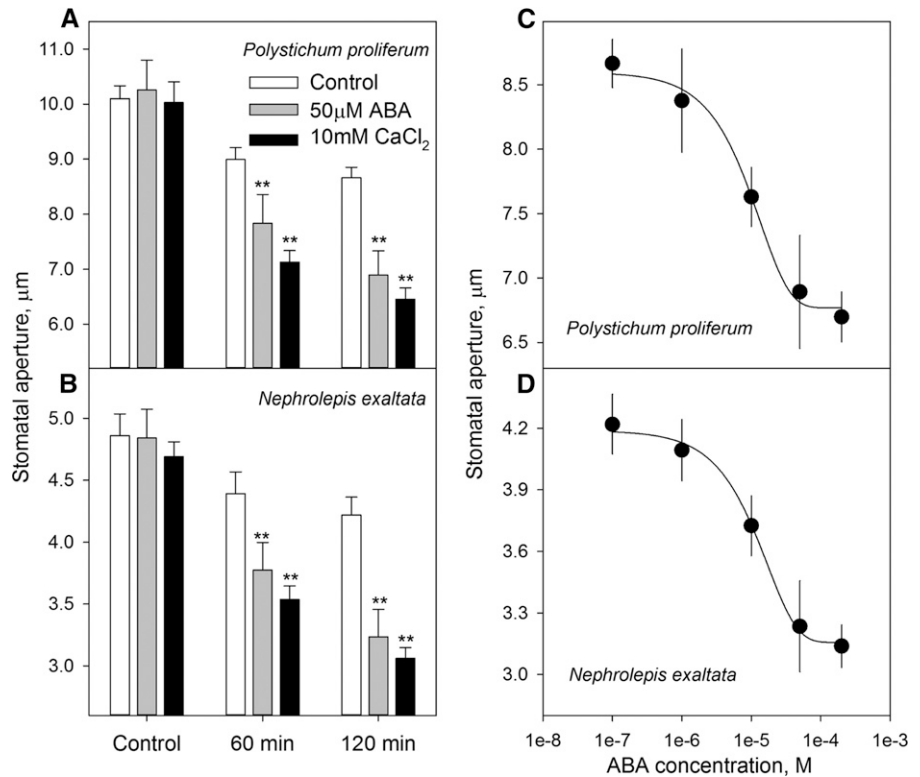 A
Polystichum proliferum
Control
50μM ABA
10mM CaCl₂
11.0
10.0
9.0
8.0
7.0
6.0
**
**
**
**
B
Nephrolepis exaltata
5.0
4.5
4.0
3.5
3.0
**
**
**
**
Stomatal aperture, μm
Control 60 min 120 min
C
8.5
8.0
7.5
7.0
6.5
Polystichum proliferum
D
4.2
3.9
3.6
3.3
3.0
Nephrolepis exaltata
Stomatal aperture, μm
1e-8 1e-7 1e-6 1e-5 1e-4 1e-3
ABA concentration, M